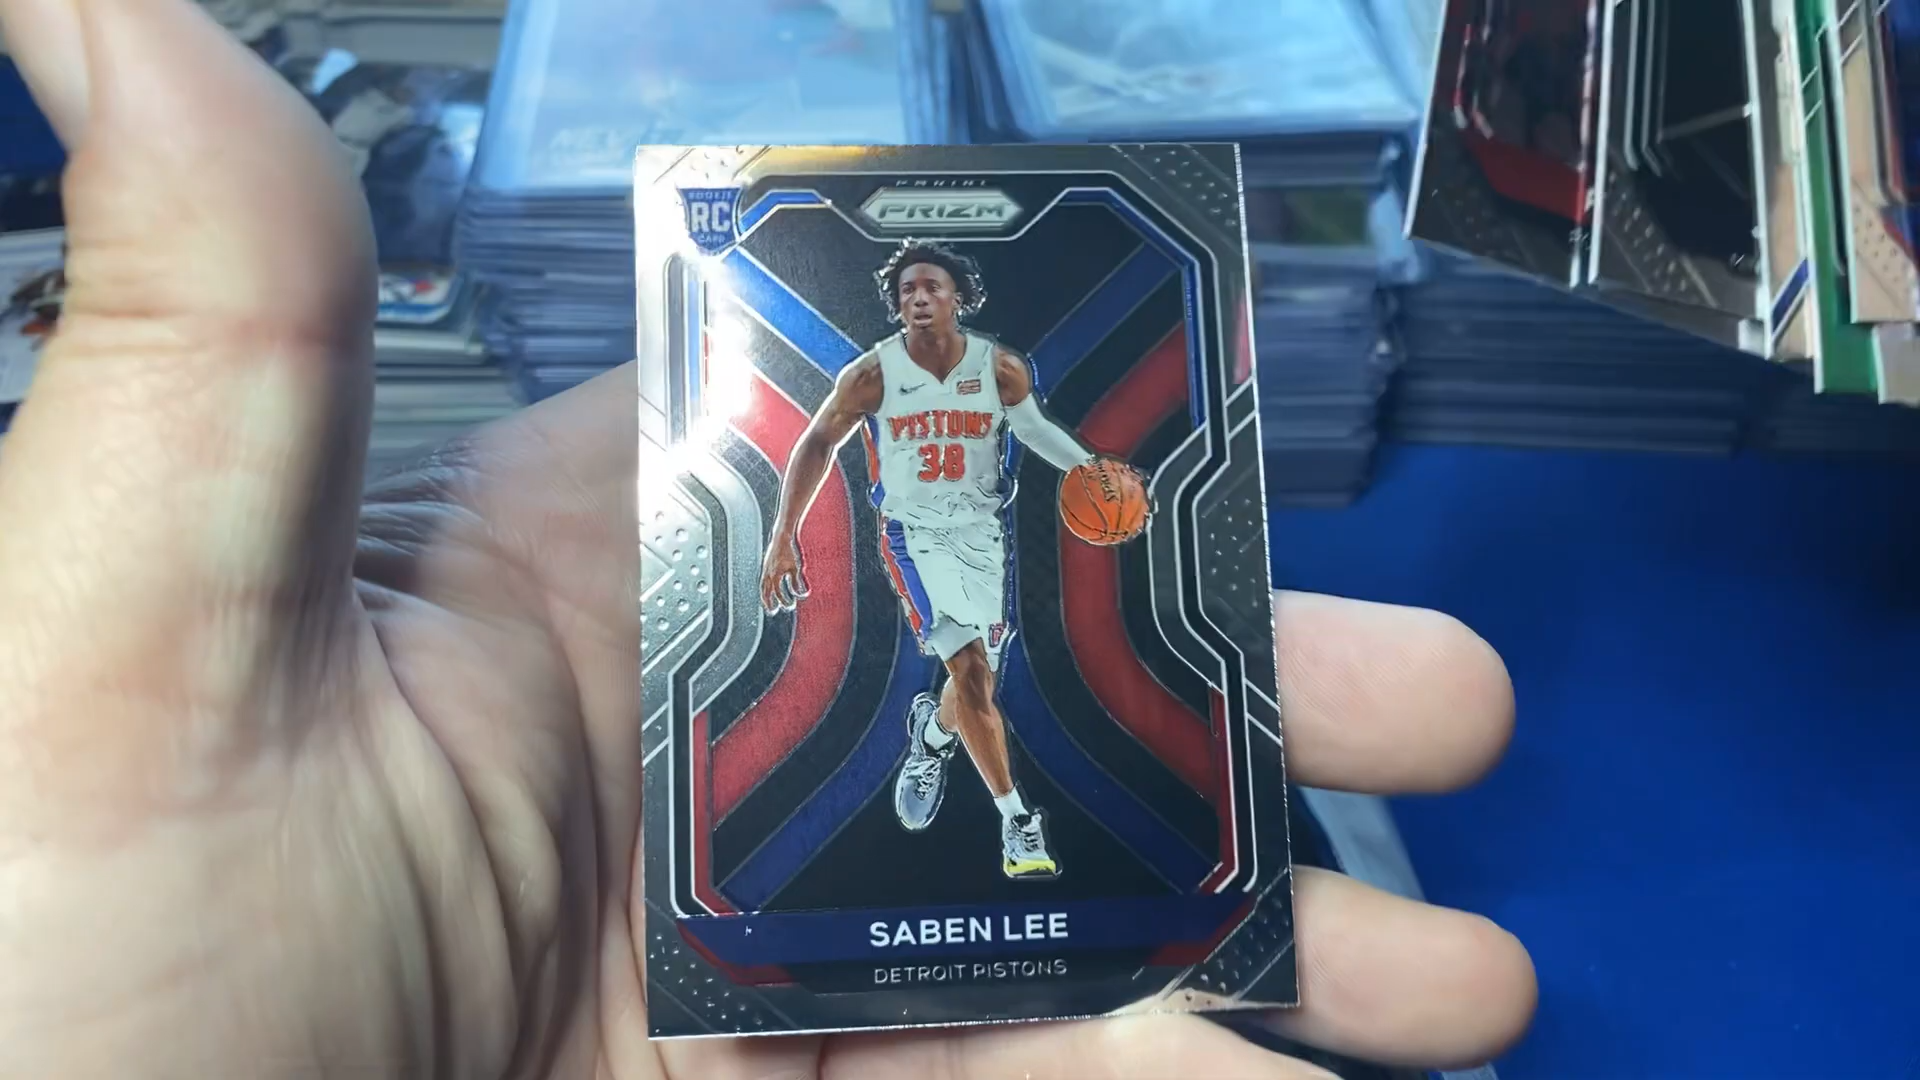 PANINI
PRIZM
ROOKIE
RC
CARD
PISTONS
38
SABEN LEE
DETROIT PISTONS